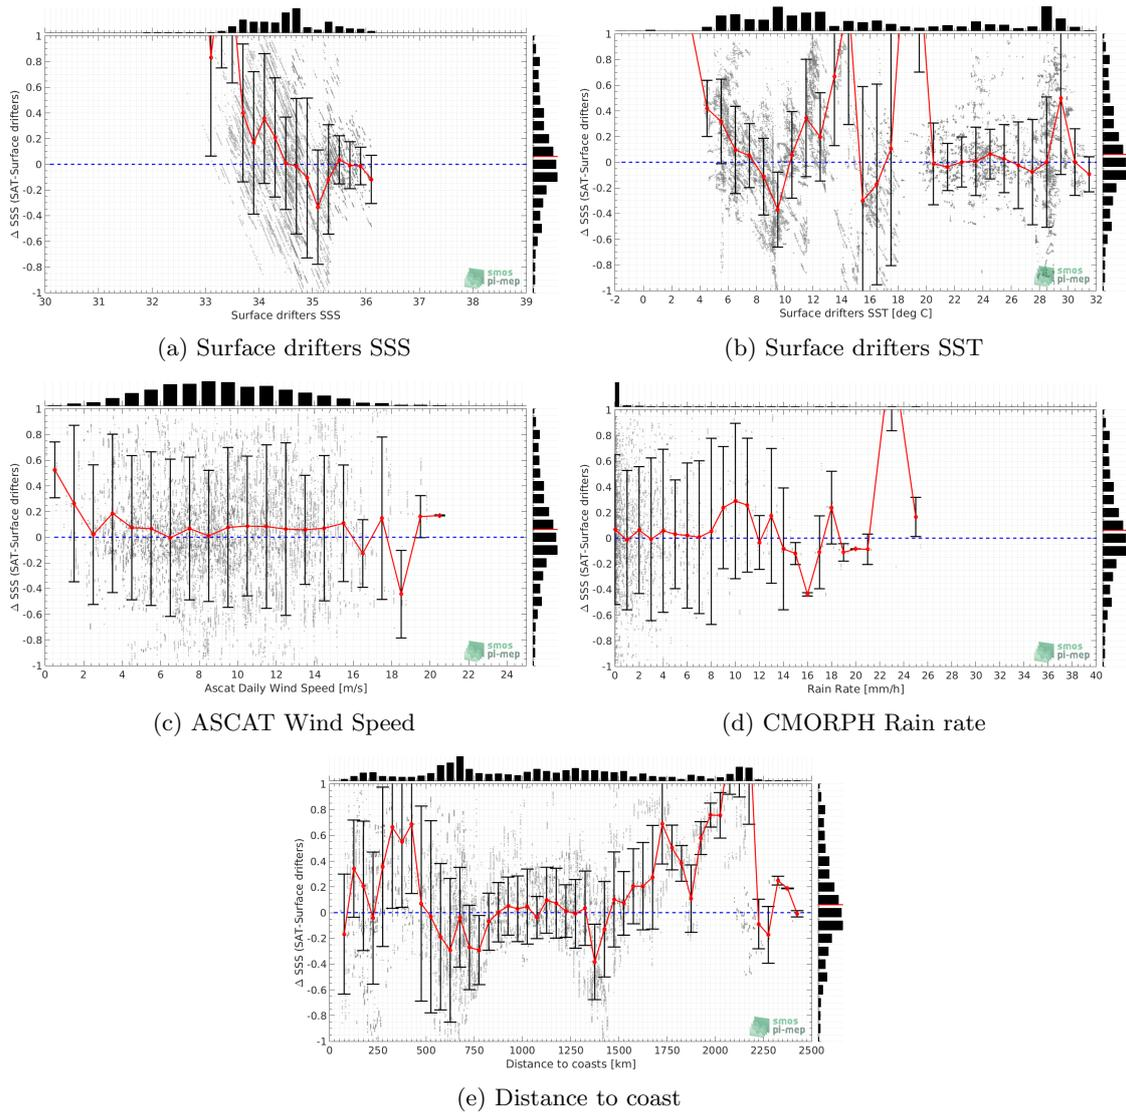 Δ SSS (SAT-Surface drifters)
1
0.8
0.6
0.4
0.2
0
-0.2
-0.4
-0.6
-0.8
-1
30 31 32 33 34 35 36 37 38 39
Surface drifters SSS
smos
pi-mep
(a) Surface drifters SSS
Δ SSS (SAT-Surface drifters)
1
0.8
0.6
0.4
0.2
0
-0.2
-0.4
-0.6
-0.8
-1
-2 0 2 4 6 8 10 12 14 16 18 20 22 24 26 28 30 32
Surface drifters SST [deg C]
smos
pi-mep
(b) Surface drifters SST
Δ SSS (SAT-Surface drifters)
1
0.8
0.6
0.4
0.2
0
-0.2
-0.4
-0.6
-0.8
-1
0 2 4 6 8 10 12 14 16 18 20 22 24
Ascat Daily Wind Speed [m/s]
smos
pi-mep
(c) ASCAT Wind Speed
Δ SSS (SAT-Surface drifters)
1
0.8
0.6
0.4
0.2
0
-0.2
-0.4
-0.6
-0.8
-1
0 2 4 6 8 10 12 14 16 18 20 22 24 26 28 30 32 34 36 38 40
Rain Rate [mm/h]
smos
pi-mep
(d) CMORPH Rain rate
Δ SSS (SAT-Surface drifters)
1
0.8
0.6
0.4
0.2
0
-0.2
-0.4
-0.6
-0.8
-1
0 250 500 750 1000 1250 1500 1750 2000 2250 2500
Distance to coasts [km]
smos
pi-mep
(e) Distance to coast